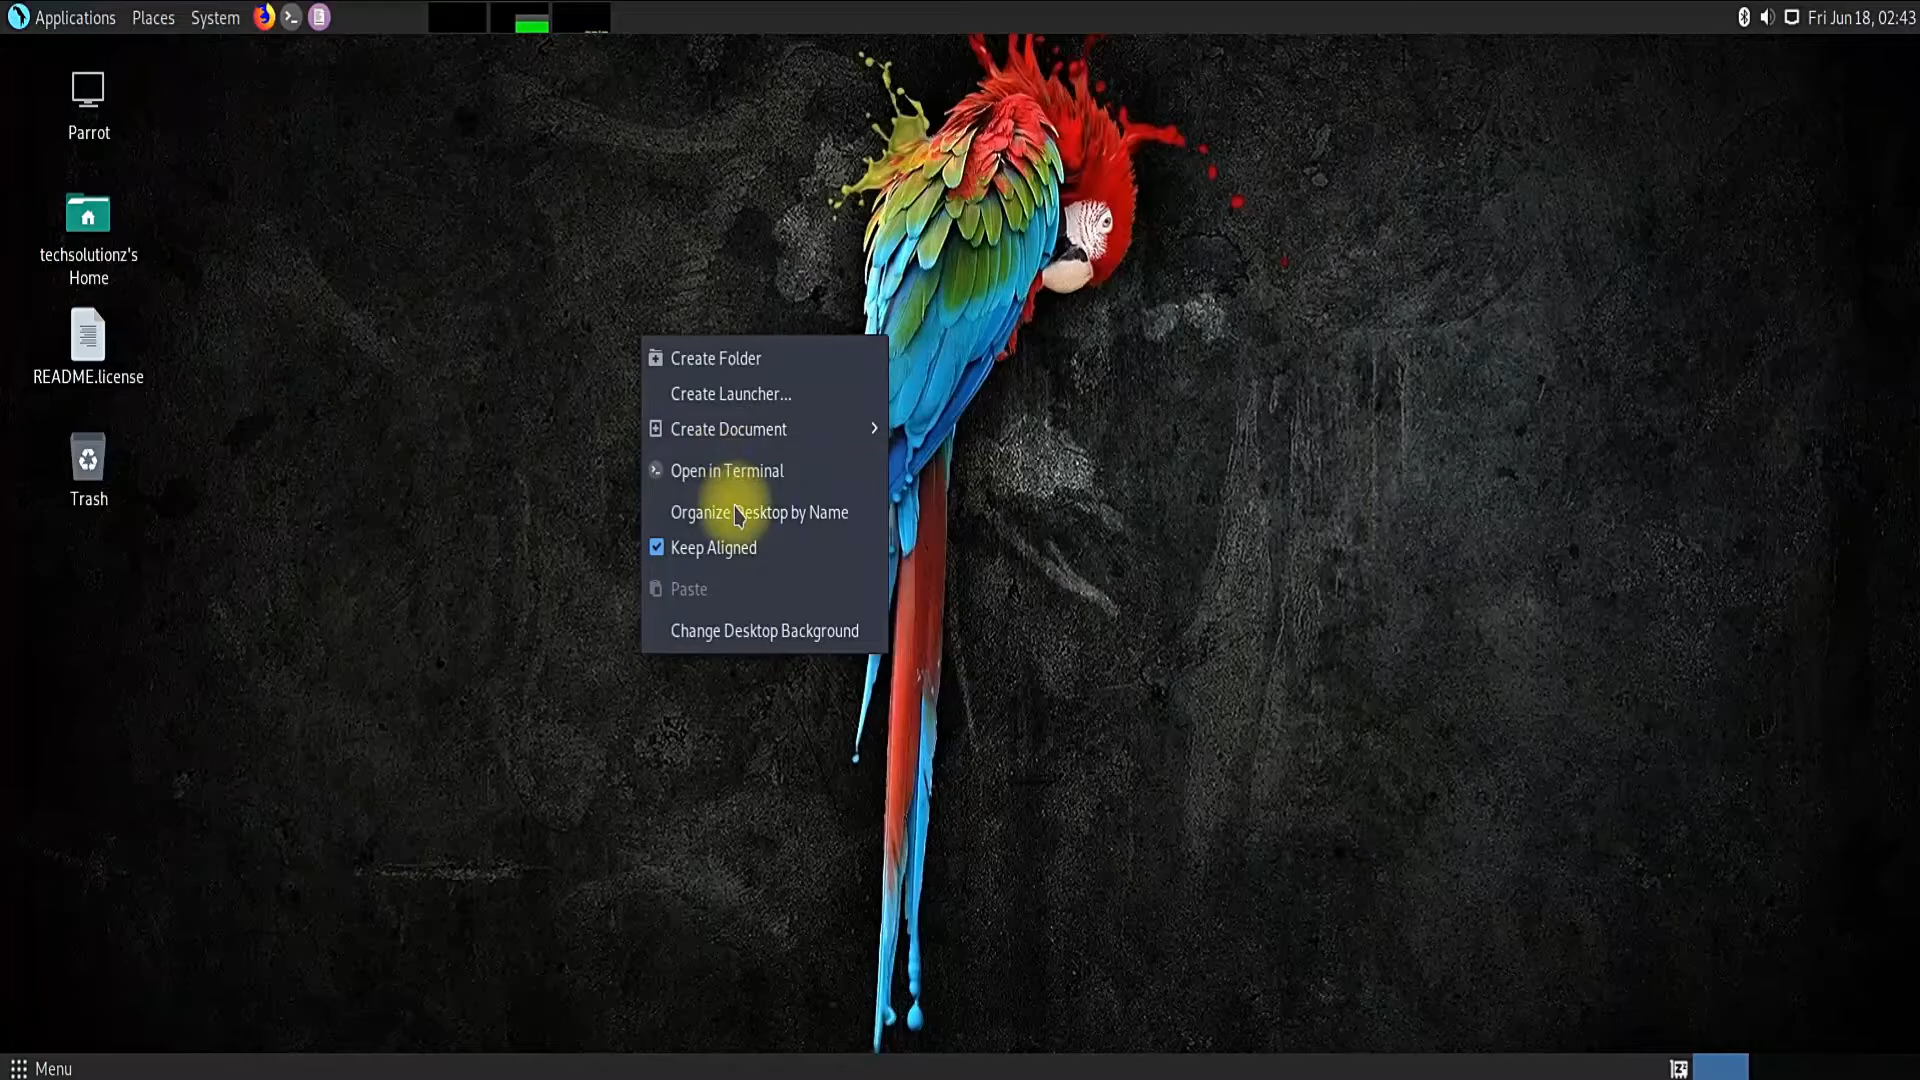 Applications Places System Fri Jun 18, 02:43
Parrot
techsolutionz's
Home
README.license
Trash
Create Folder
Create Launcher...
Create Document
Open in Terminal
Organize Desktop by Name
Keep Aligned
Paste
Change Desktop Background
Menu